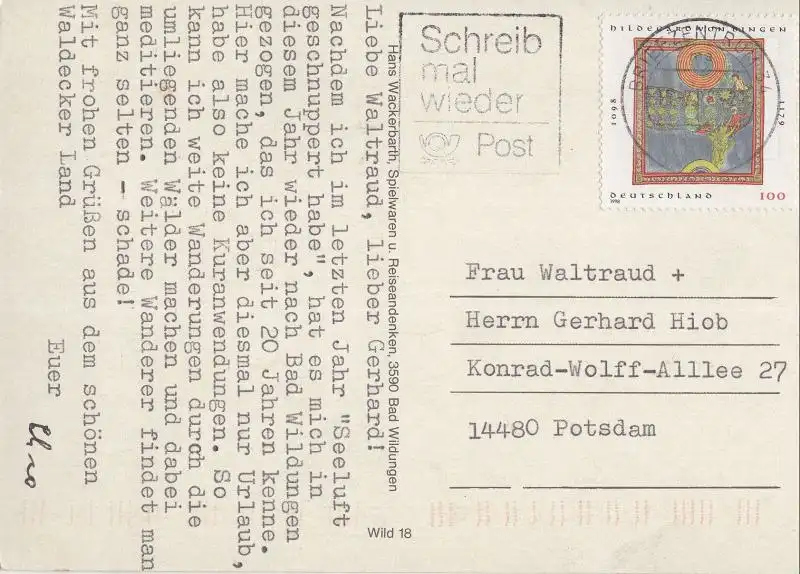 Liebe Waltraud, lieber Gerhard!
Nachdem ich im letzten Jahr "Seeluft
geschnuppert habe", hat es mich in
diesem Jahr wieder nach Bad Wildungen
gezogen, das ich seit 20 Jahren kenne.
Hier mache ich aber diesmal nur Urlaub,
habe also keine Kuranwendungen. So
kann ich weite Wanderungen durch die
umliegenden Wälder machen und dabei
meditieren. Weitere Wanderer findet man
ganz selten - schade!
Mit frohen Grüßen aus dem schönen
Waldecker Land
Euer
Hans Wackerbarth, Spielwaren u. Reiseandenken, 3590 Bad Wildungen
Wild 18
Schreib
mal
wieder
Post
HILDEGARD VON BINGEN
1098
1179
DEUTSCHLAND
100
1998
BRIEFZENTRUM 34
Frau Waltraud +
Herrn Gerhard Hiob
Konrad-Wolff-Alllee 27
14480 Potsdam